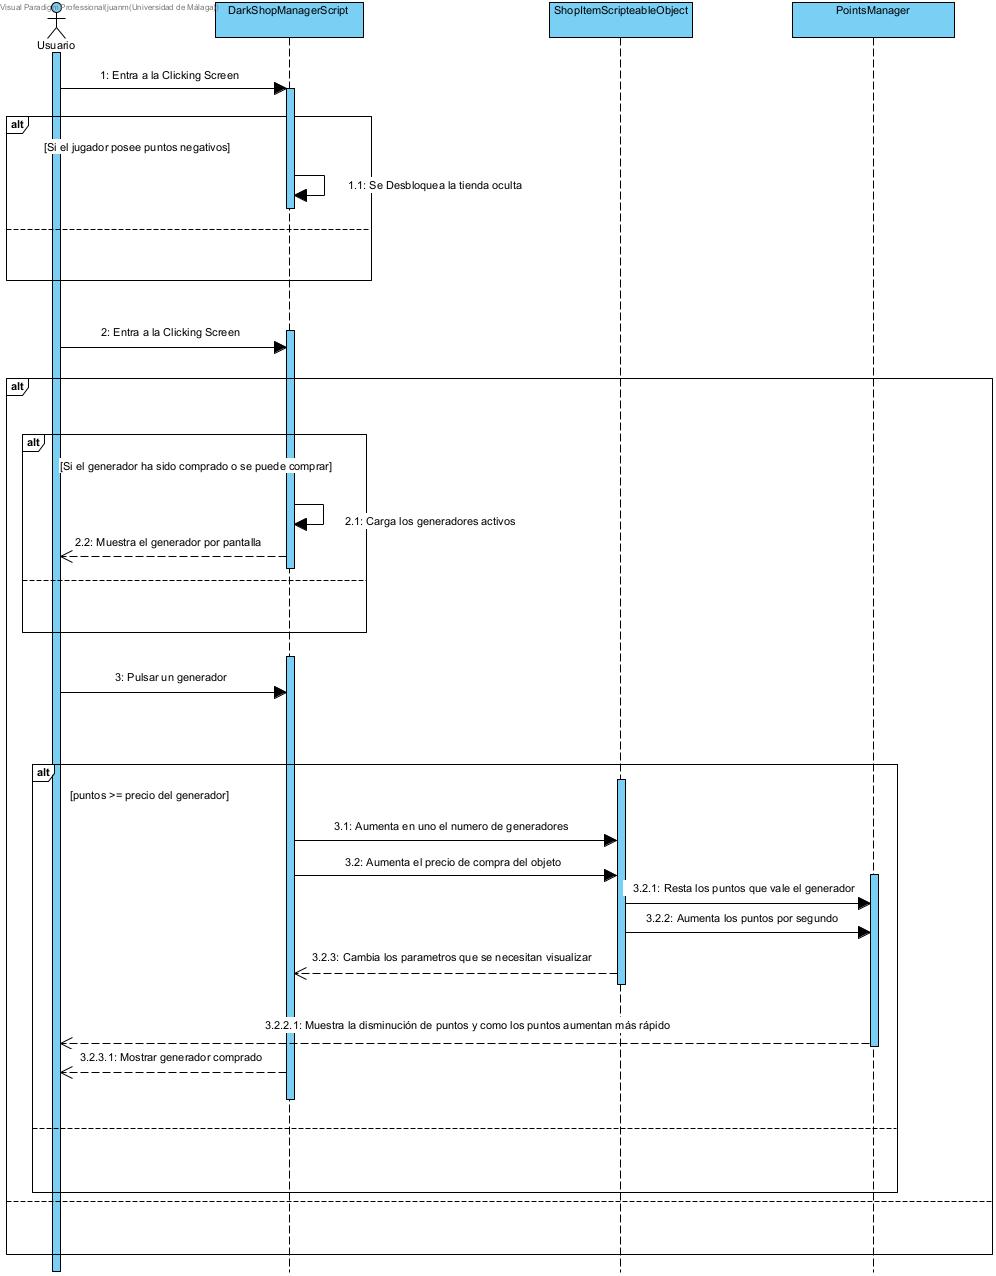 Visual Paradigm Professional(juanm(Universidad de Málaga))
Usuario
DarkShopManagerScript
ShopItemScripteableObject
PointsManager
1: Entra a la Clicking Screen
alt
[Si el jugador posee puntos negativos]
1.1: Se Desbloquea la tienda oculta
2: Entra a la Clicking Screen
alt
alt
[Si el generador ha sido comprado o se puede comprar]
2.1: Carga los generadores activos
2.2: Muestra el generador por pantalla
3: Pulsar un generador
alt
[puntos >= precio del generador]
3.1: Aumenta en uno el numero de generadores
3.2: Aumenta el precio de compra del objeto
3.2.1: Resta los puntos que vale el generador
3.2.2: Aumenta los puntos por segundo
3.2.3: Cambia los parametros que se necesitan visualizar
3.2.2.1: Muestra la disminución de puntos y como los puntos aumentan más rápido
3.2.3.1: Mostrar generador comprado